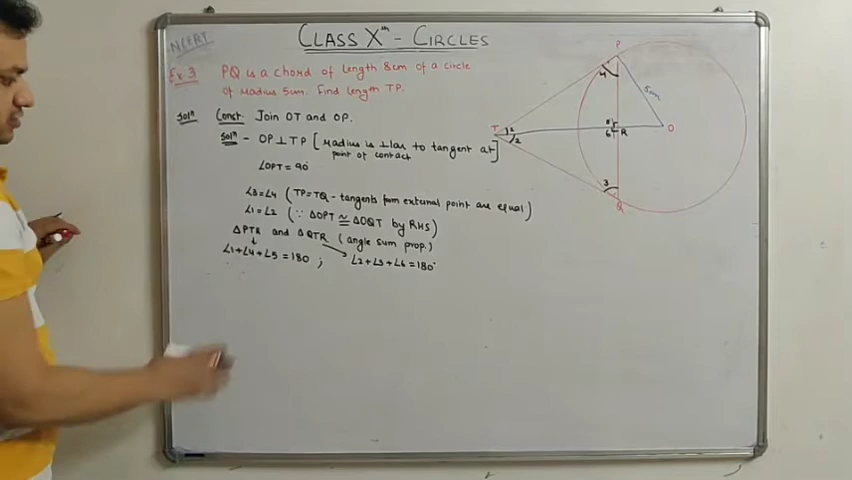 NCERT
CLASS Xth - CIRCLES
Ex.3 PQ is a chord of length 8cm of a circle
of radius 5cm. Find length TP.
Soln Const. Join OT and OP.
Soln - OP⊥TP [radius is ⊥lar to tangent at
point of contact]
∠OPT = 90°
∠3=∠4 (TP=TQ - tangents from external point are equal)
∠1=∠2 (∵ ΔOPT ≅ ΔOQT by RHS)
ΔPTR and ΔQTR (angle sum prop.)
∠1+∠4+∠5 = 180 ; ∠2+∠3+∠6 = 180°
P
4
5cm
T 1 2
5 6 R
O
3
Q